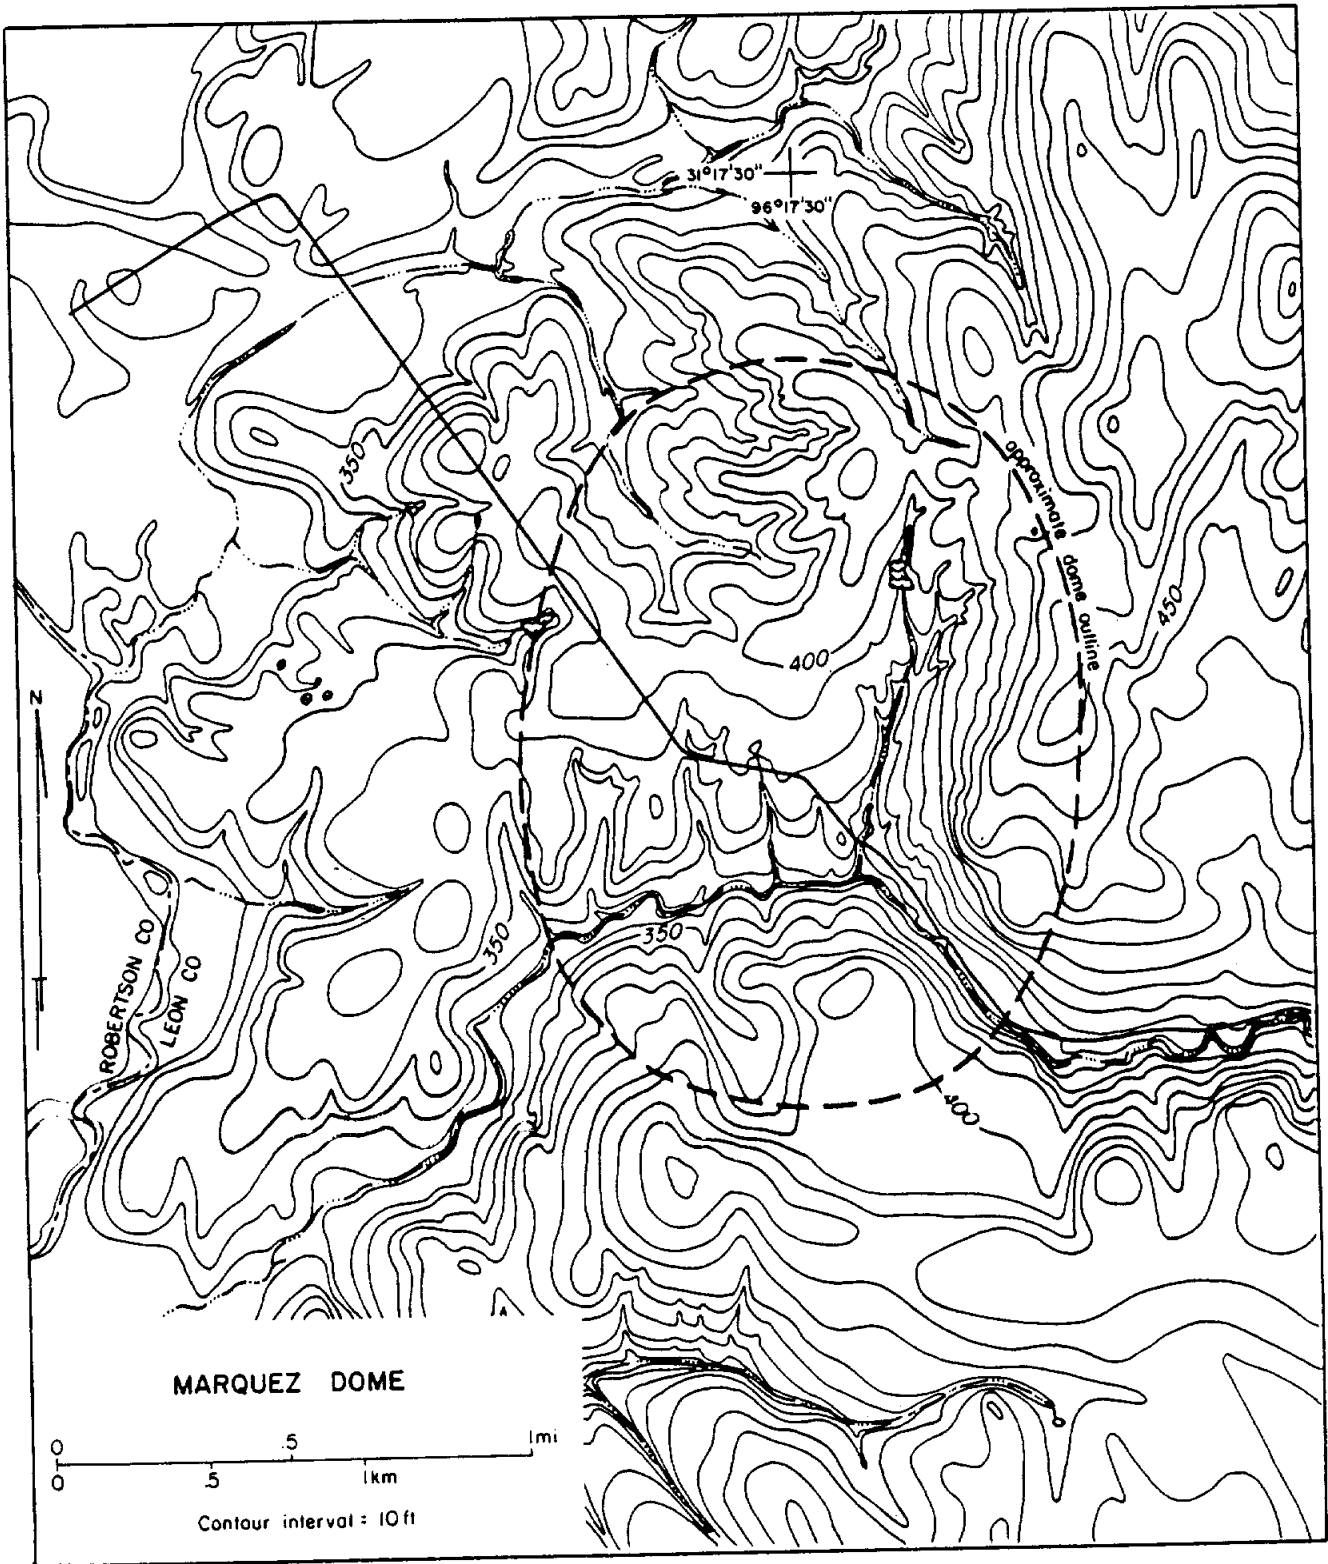 31°17'30"
96°17'30"
350
approximate dome outline
450
400
N
350
350
ROBERTSON CO
LEON CO
400
MARQUEZ DOME
0 .5 1mi
0 .5 1km
Contour interval = 10 ft